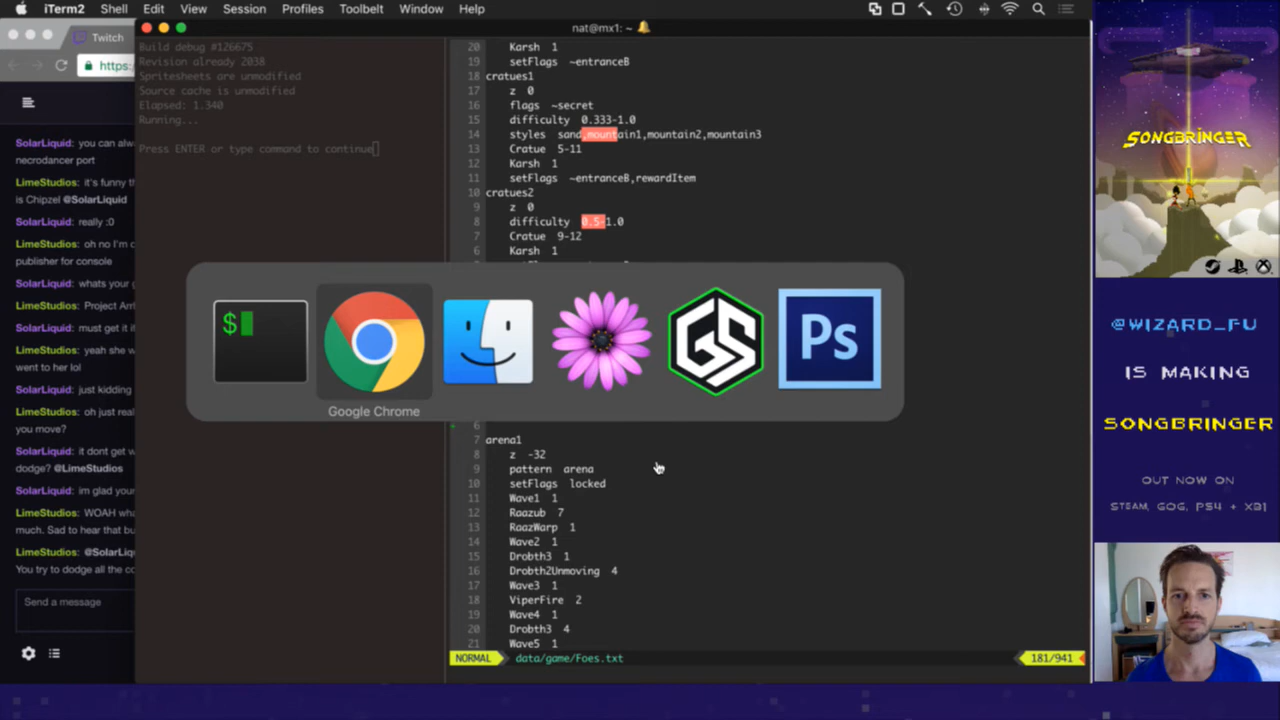 iTerm2 Shell Edit View Session Profiles Toolbelt Window Help
Twitch
https:
SolarLiquid: you can alw
necrodancer port
LimeStudios: it's funny th
is Chipzel @SolarLiquid
SolarLiquid: really :0
LimeStudios: oh no I'm c
publisher for console
SolarLiquid: whats your g
LimeStudios: Project Arrh
SolarLiquid: must get it if
LimeStudios: yeah she w
went to her lol
SolarLiquid: just kidding
LimeStudios: oh just real
you move?
SolarLiquid: it dont get w
dodge? @LimeStudios
SolarLiquid: im glad your
LimeStudios: WOAH wha
much. Sad to hear that bu
LimeStudios: @SolarLiqu
You try to dodge all the co
Send a message
nat@mx1: ~
Build debug #126675
Revision already 2038
Spritesheets are unmodified
Source cache is unmodified
Elapsed: 1.340
Running...
Press ENTER or type command to continue
20 Karsh 1
19 setFlags ~entranceB
18 cratues1
17 z 0
16 flags ~secret
15 difficulty 0.333-1.0
14 styles sand,mountain1,mountain2,mountain3
13 Cratue 5-11
12 Karsh 1
11 setFlags ~entranceB,rewardItem
10 cratues2
9 z 0
8 difficulty 0.5-1.0
7 Cratue 9-12
6 Karsh 1
$
GS
Ps
Google Chrome
6
7 arena1
8 z -32
9 pattern arena
10 setFlags locked
11 Wave1 1
12 Raazub 7
13 RaazWarp 1
14 Wave2 1
15 Drobth3 1
16 Drobth2Unmoving 4
17 Wave3 1
18 ViperFire 2
19 Wave4 1
20 Drobth3 4
21 Wave5 1
NORMAL data/game/Foes.txt 181/941
SONGBRINGER
@WIZARD_FU
IS MAKING
SONGBRINGER
OUT NOW ON
STEAM, GOG, PS4 + XB1